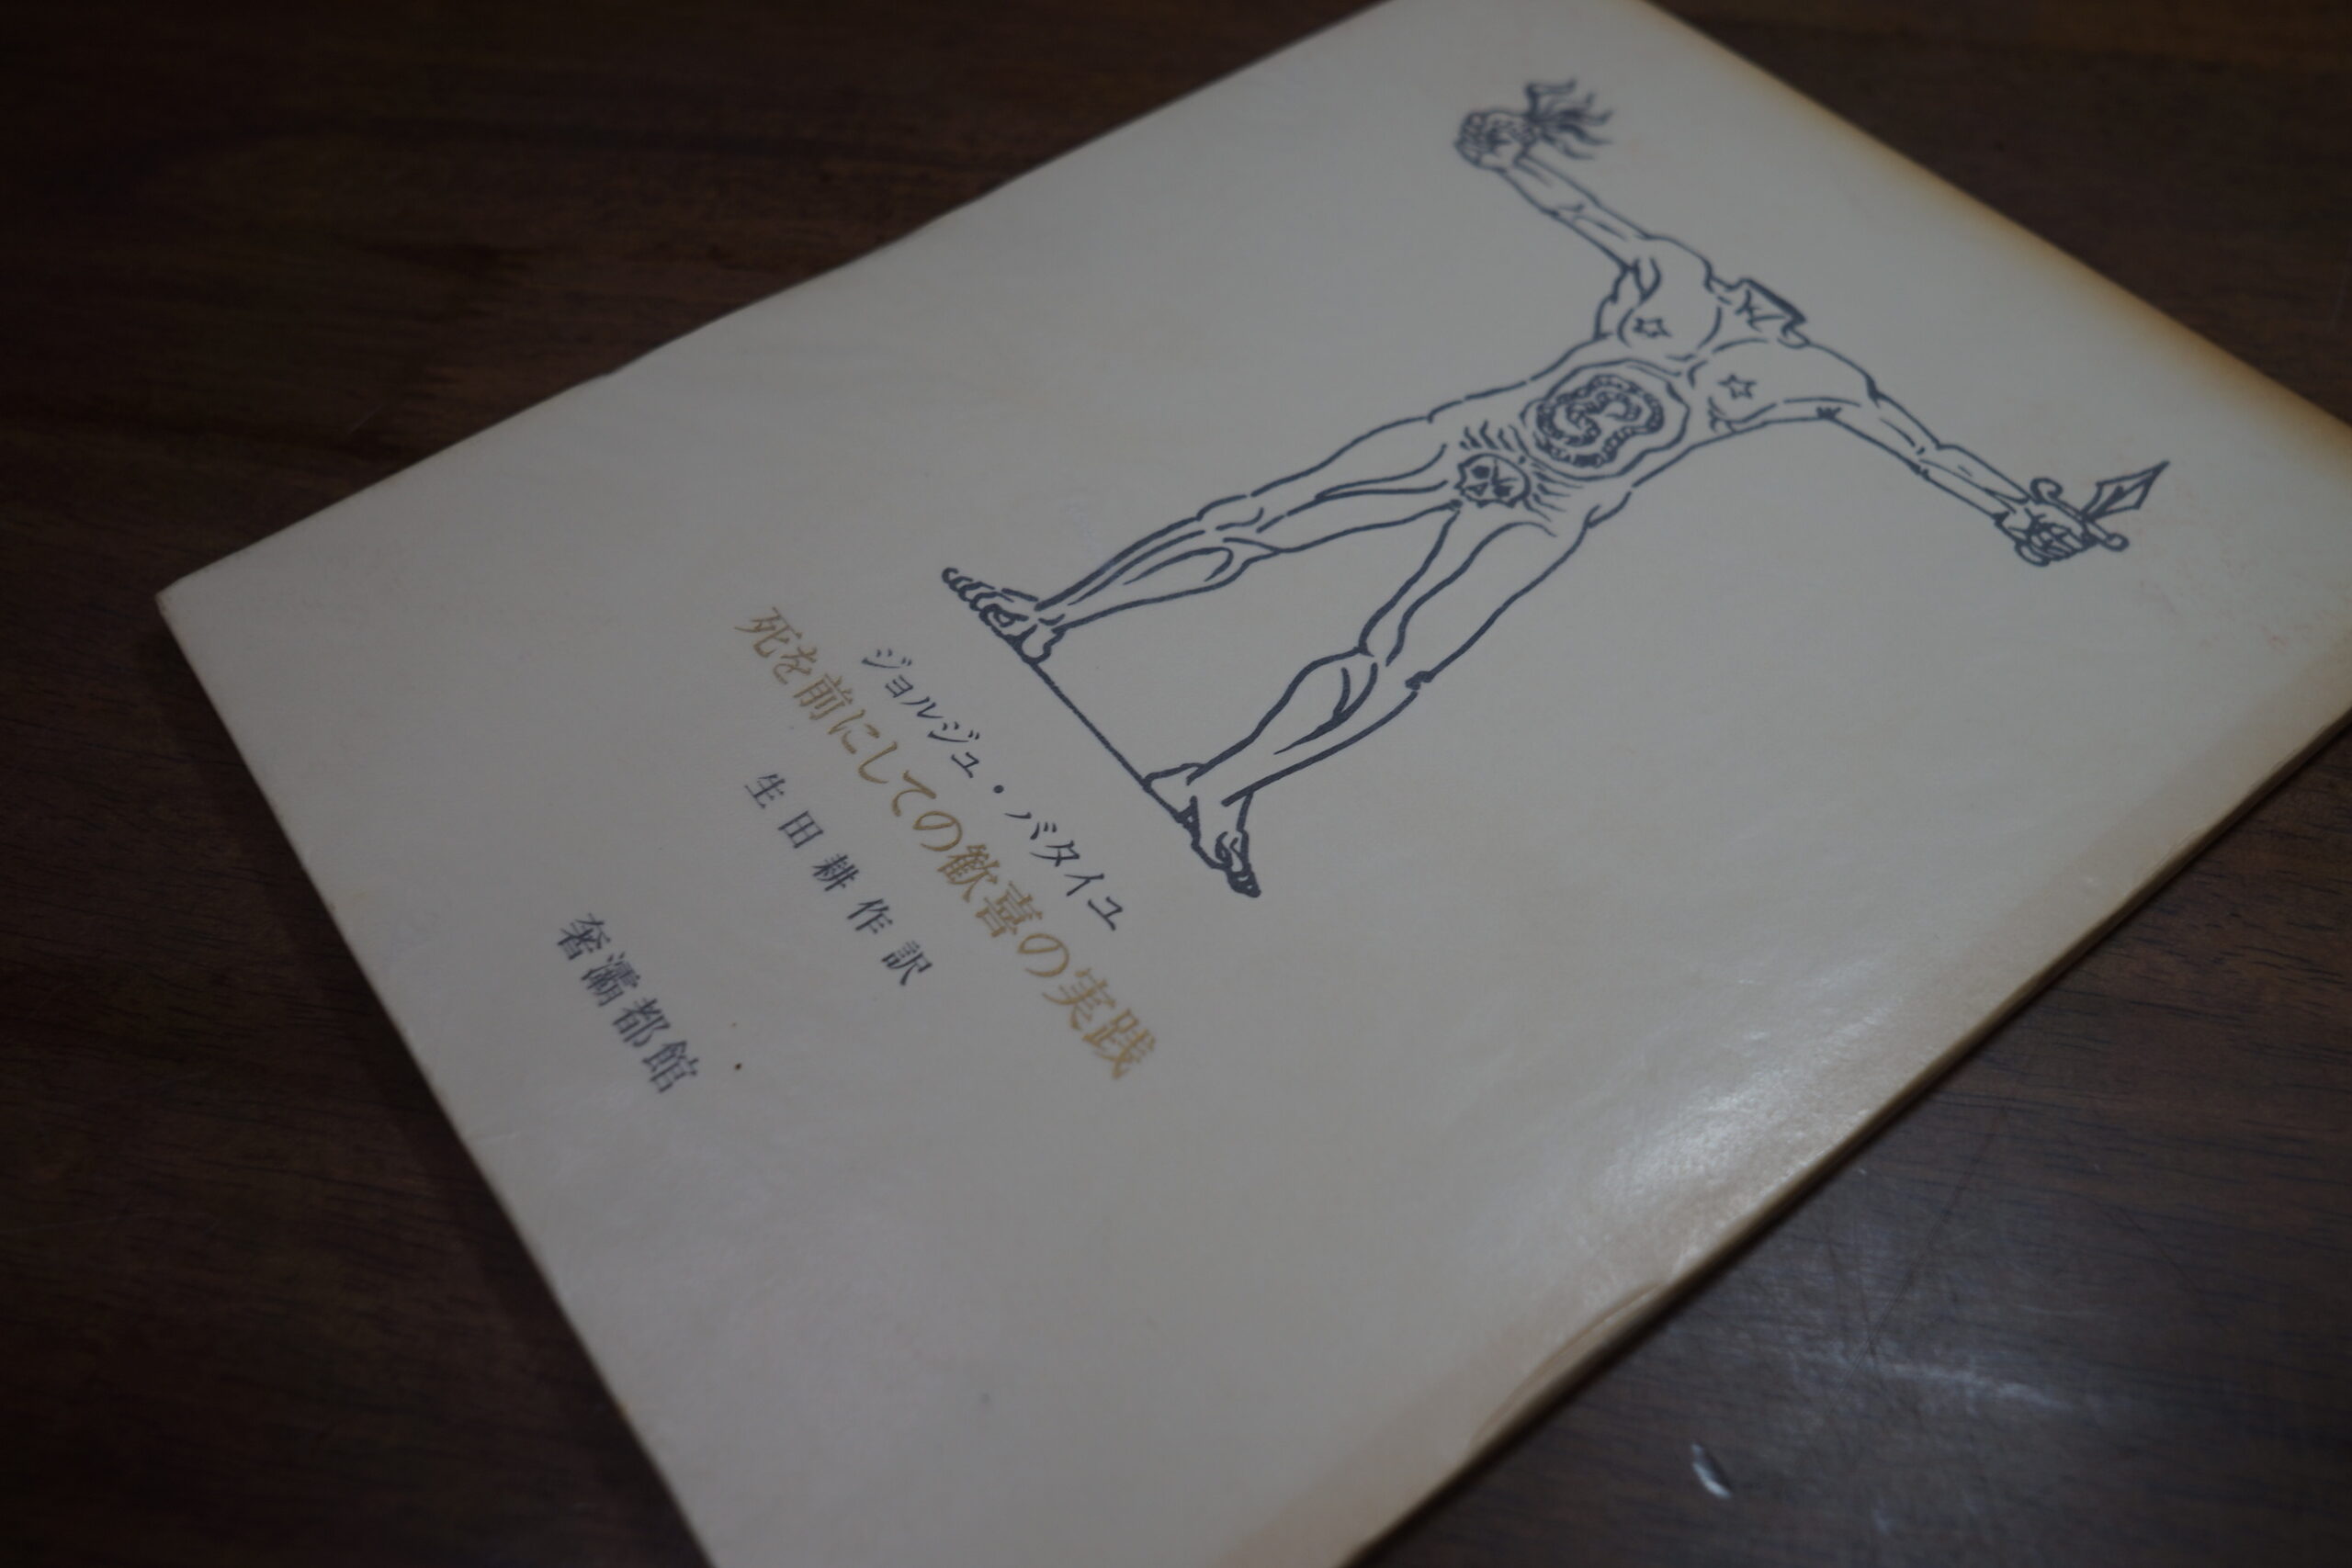 ジョルジュ・バタイユ
死を前にしての歓喜の実践
生田耕作訳
奢灞都館